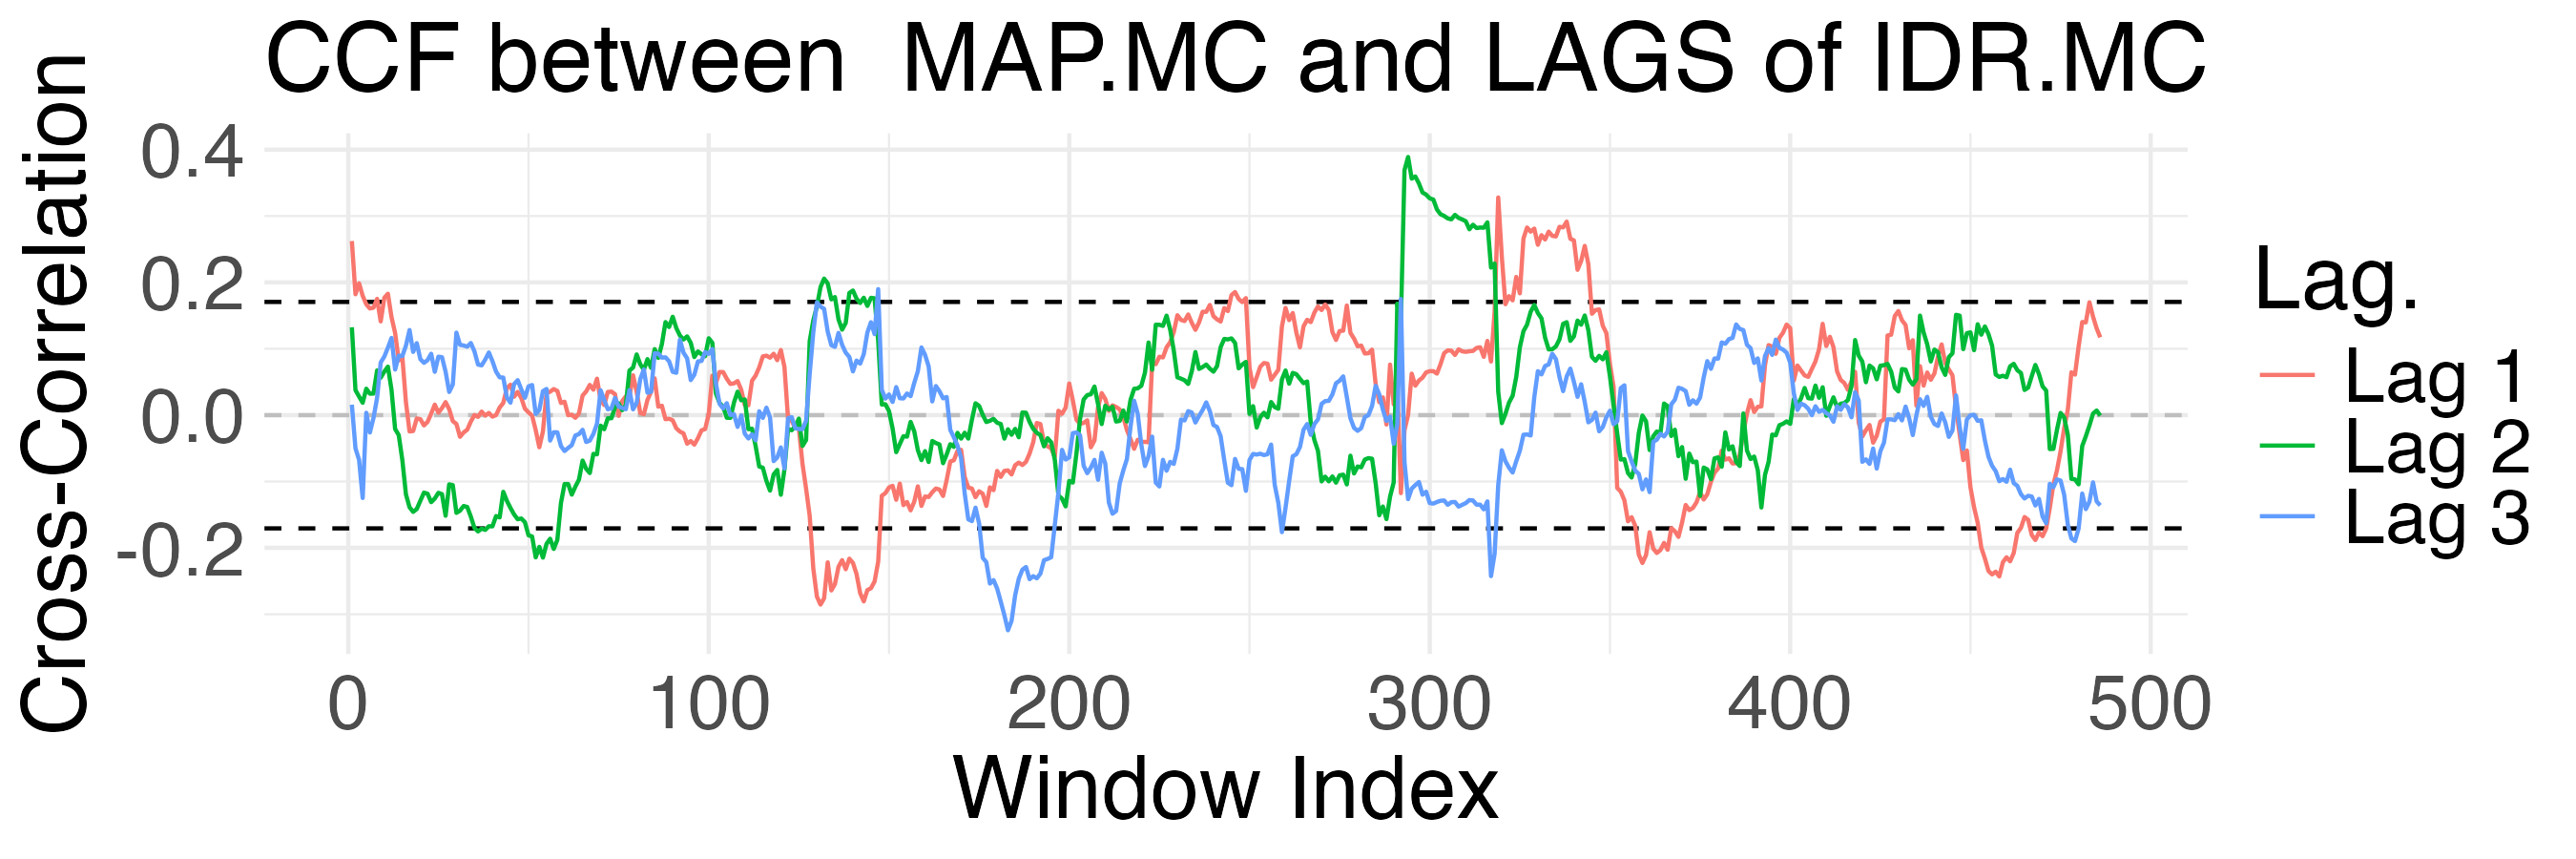 CCF between  MAP.MC and LAGS of IDR.MC
Cross-Correlation
0.4
0.2
0.0
-0.2
0 100 200 300 400 500
Window Index
Lag.
Lag 1
Lag 2
Lag 3